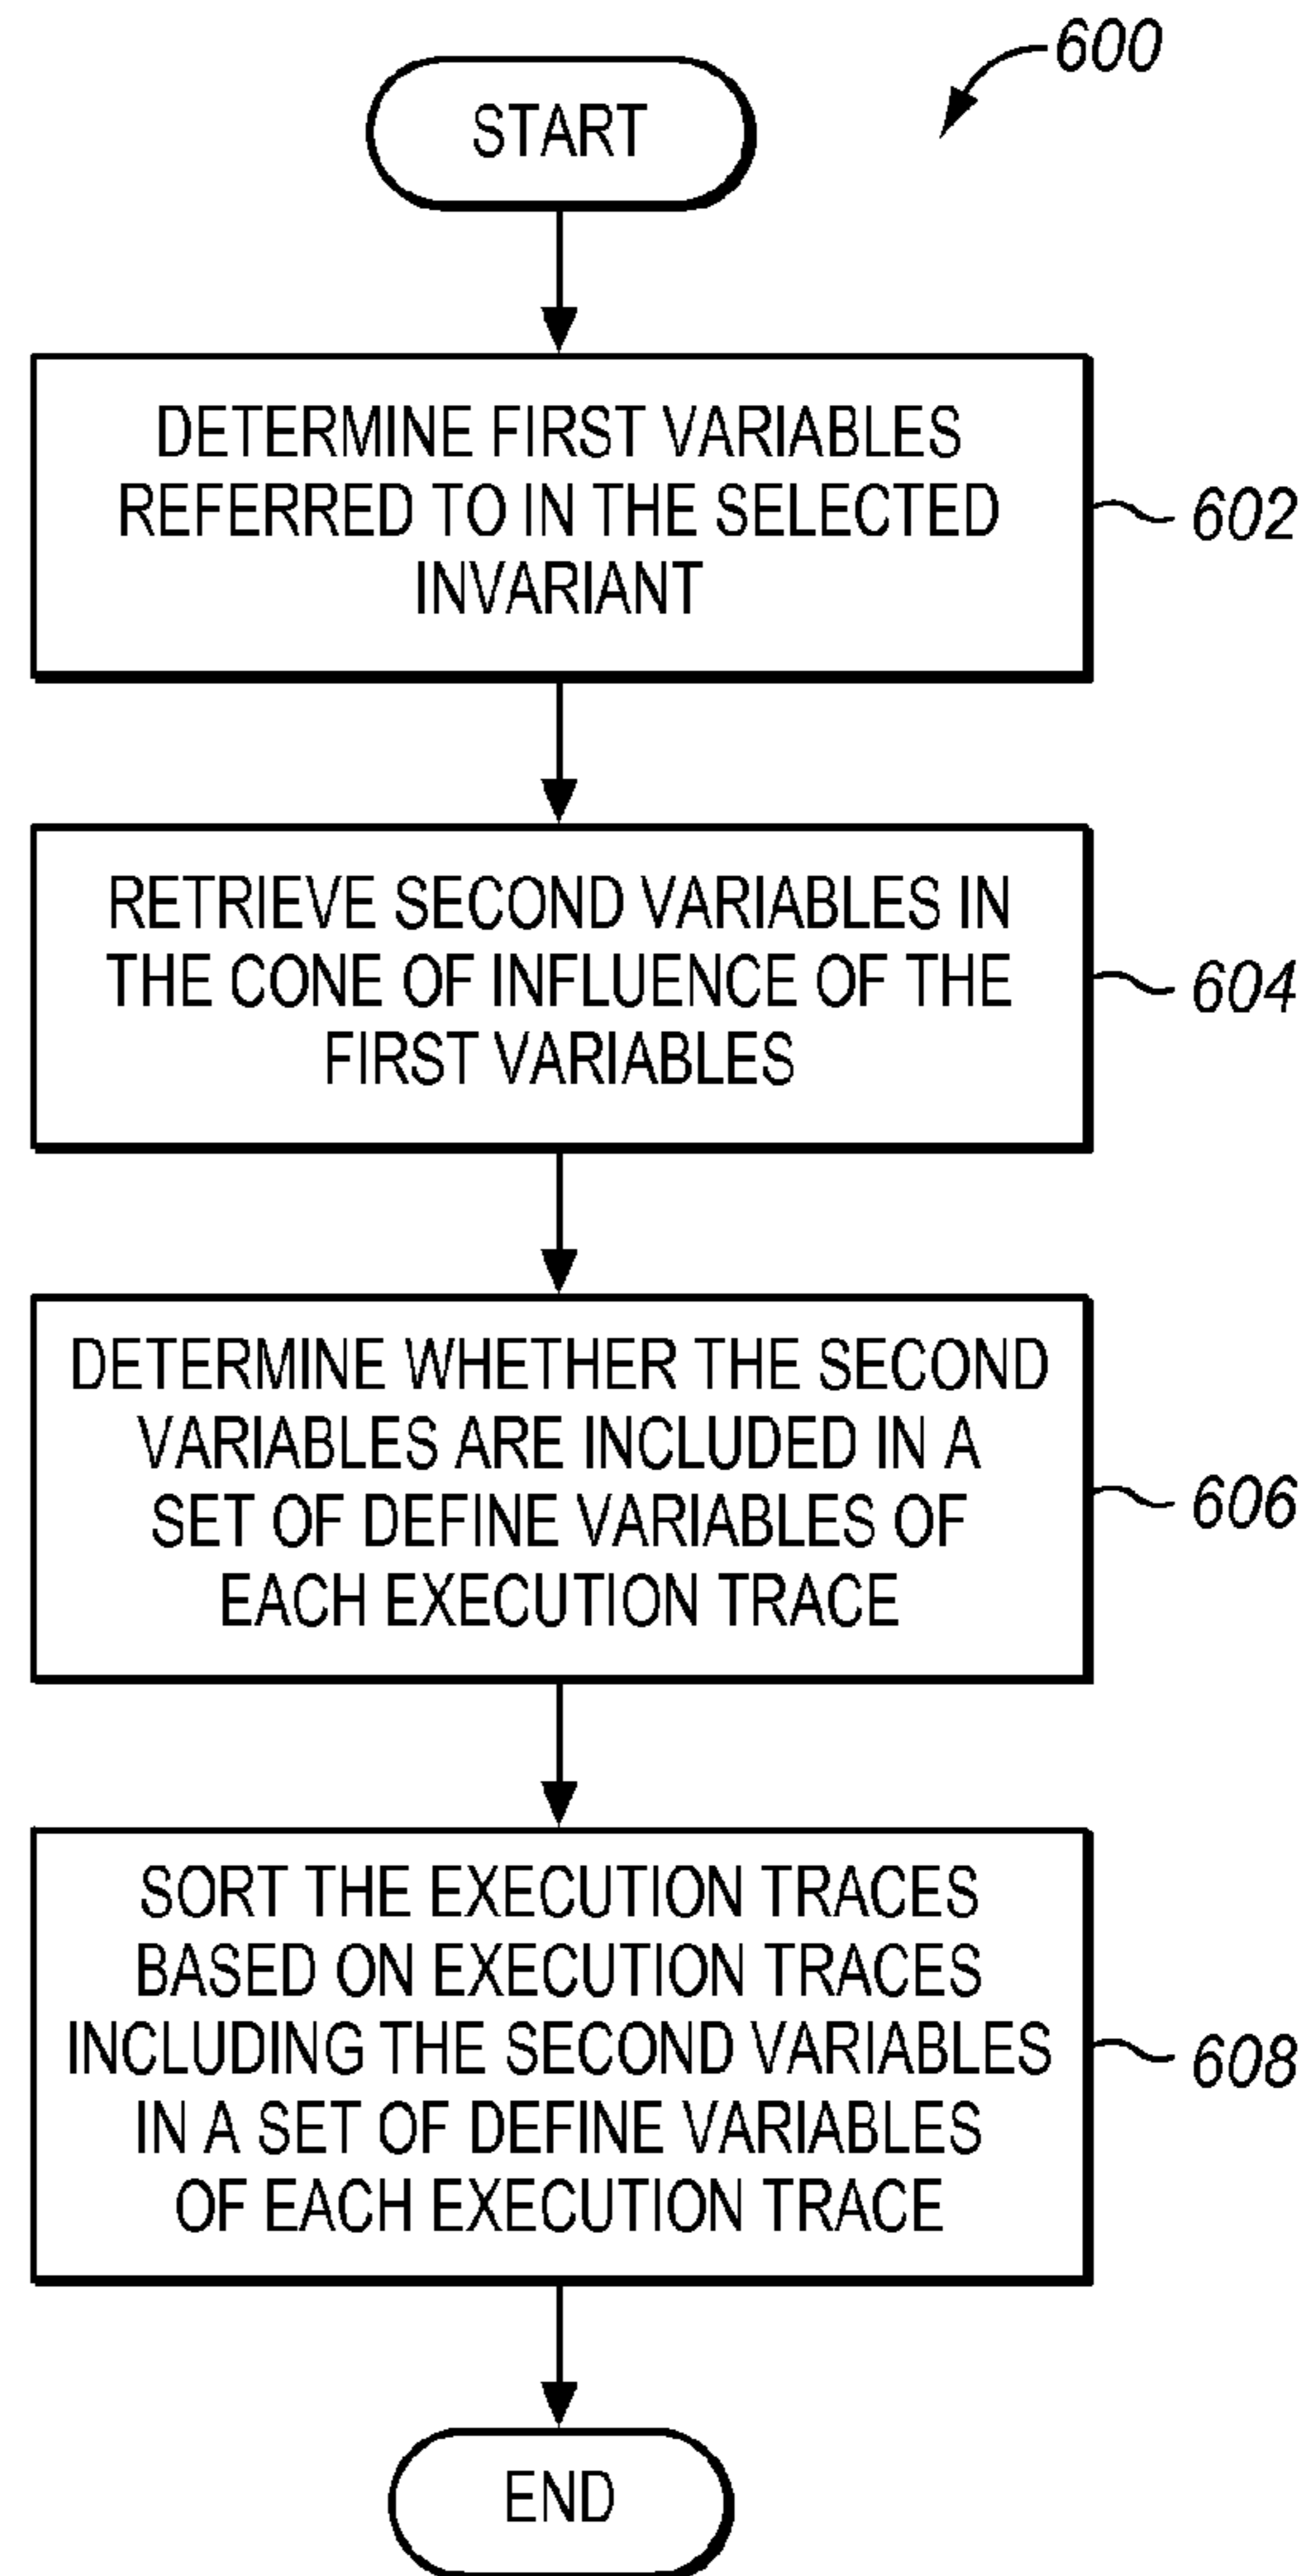 600
START
DETERMINE FIRST VARIABLES
REFERRED TO IN THE SELECTED
INVARIANT
602
RETRIEVE SECOND VARIABLES IN
THE CONE OF INFLUENCE OF THE
FIRST VARIABLES
604
DETERMINE WHETHER THE SECOND
VARIABLES ARE INCLUDED IN A
SET OF DEFINE VARIABLES OF
EACH EXECUTION TRACE
606
SORT THE EXECUTION TRACES
BASED ON EXECUTION TRACES
INCLUDING THE SECOND VARIABLES
IN A SET OF DEFINE VARIABLES
OF EACH EXECUTION TRACE
608
END